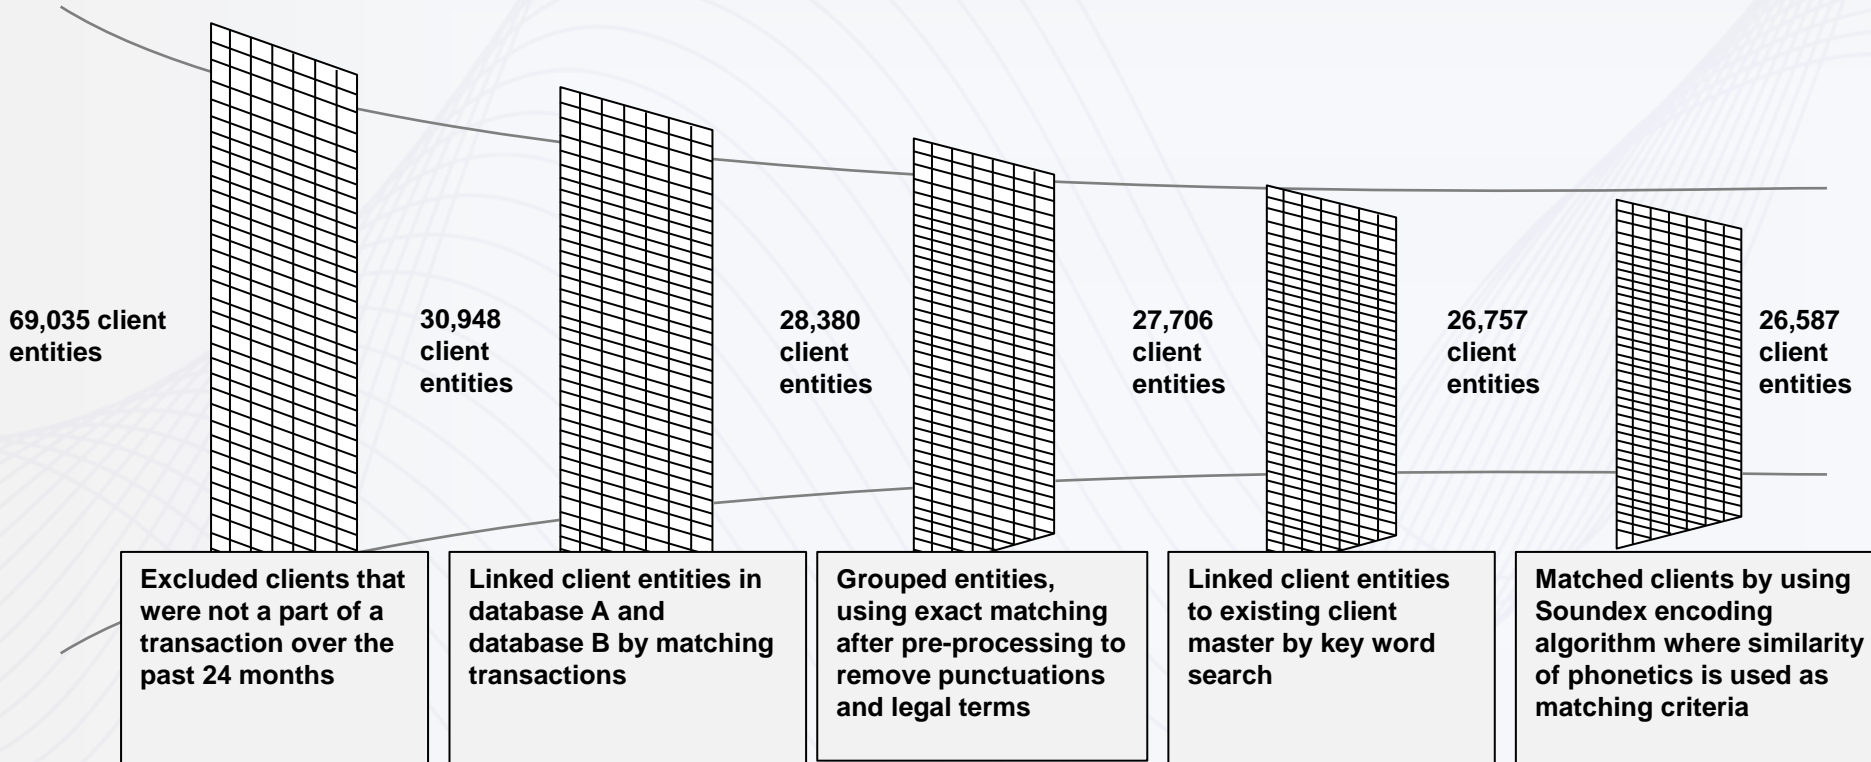 69,035 client
entities
30,948
client
entities
28,380
client
entities
27,706
client
entities
26,757
client
entities
26,587
client
entities
Excluded clients that
were not a part of a
transaction over the
past 24 months
Linked client entities in
database A and
database B by matching
transactions
Grouped entities,
using exact matching
after pre-processing to
remove punctuations
and legal terms
Linked client entities
to existing client
master by key word
search
Matched clients by using
Soundex encoding
algorithm where similarity
of phonetics is used as
matching criteria